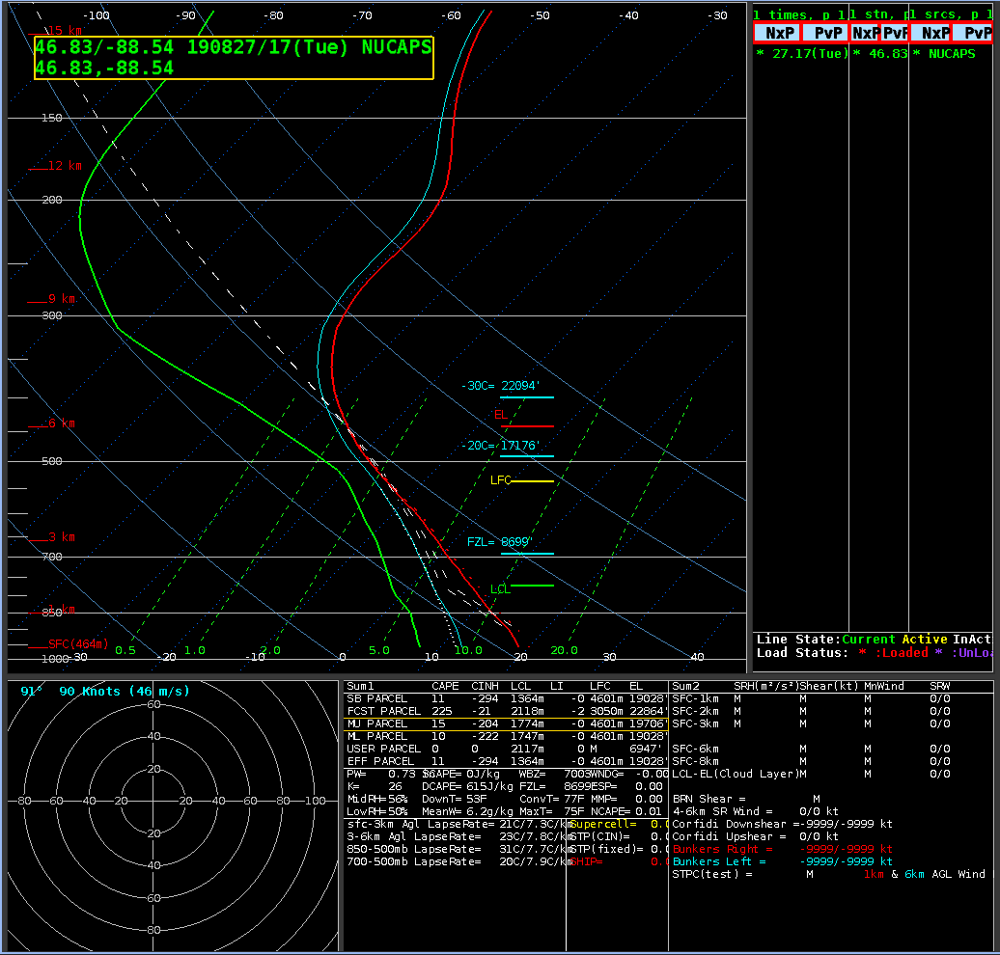 -100 -90 -80 -70 -60 -50 -40 -30
15 km
46.83/-88.54 190827/17(Tue) NUCAPS
46.83,-88.54
150
12 km
200
9 km
300
-30C= 22094'
EL
6 km
-20C= 17176'
500
LFC
FZL= 8699'
3 km
700
LCL
850 km
SFC(464m)
0.5 1.0 2.0 5.0 10.0 20.0
1000 -30 -20 -10 0 10 20 30 40
1 times, p 1 1 stn, p 1 srcs, p 1
NxP PvP NxP PvP NxP PvP
* 27.17(Tue) * 46.83 * NUCAPS
Line State:Current Active InAct
Load Status: * :Loaded * :UnLoa
91° 90 Knots (46 m/s)
60
40
20
-80 -60 -40 -20 20 40 60 80 100
20
40
60
80
Sum1 CAPE CINH LCL LI LFC EL
SB PARCEL 11 -294 1364m -0 4601m 19028'
FCST PARCEL 225 -21 2118m -2 3050m 22864'
MU PARCEL 15 -204 1774m -0 4601m 19706'
ML PARCEL 10 -222 1747m -0 4601m 19028'
USER PARCEL 0 0 2117m 0 M 6947'
EFF PARCEL 11 -294 1364m -0 4601m 19028'
PW= 0.73 CAPE= 0J/kg WBZ= 7003 WNDG= -0.00
K= 26 DCAPE= 615J/kg FZL= 8699 ESP= 0.00
MidRH=56% DownT= 53F ConvT= 77F MMP= 0.00
LowRH=50% MeanW= 6.2g/kg MaxT= 75F NCAPE= 0.01
sfc-3km Agl LapseRate= 21C/7.3C/km Supercell= 0.0
3-6km Agl LapseRate= 23C/7.8C/km STP(CIN)= 0.0
850-500mb LapseRate= 31C/7.7C/km STP(fixed)= 0.0
700-500mb LapseRate= 20C/7.9C/km SHIP= 0.0
Sum2 SRH(m²/s²) Shear(kt) MnWind SRW
SFC-1km M M M 0/0
SFC-2km M M M 0/0
SFC-3km M M M 0/0
SFC-6km M M 0/0
SFC-8km M M 0/0
LCL-EL(Cloud Layer) M M 0/0
BRN Shear = M
4-6km SR Wind = 0/0 kt
Corfidi Downshear = -9999/-9999 kt
Corfidi Upshear = 0/0 kt
Bunkers Right = -9999/-9999 kt
Bunkers Left = -9999/-9999 kt
STPC(test) = M 1km & 6km AGL Wind